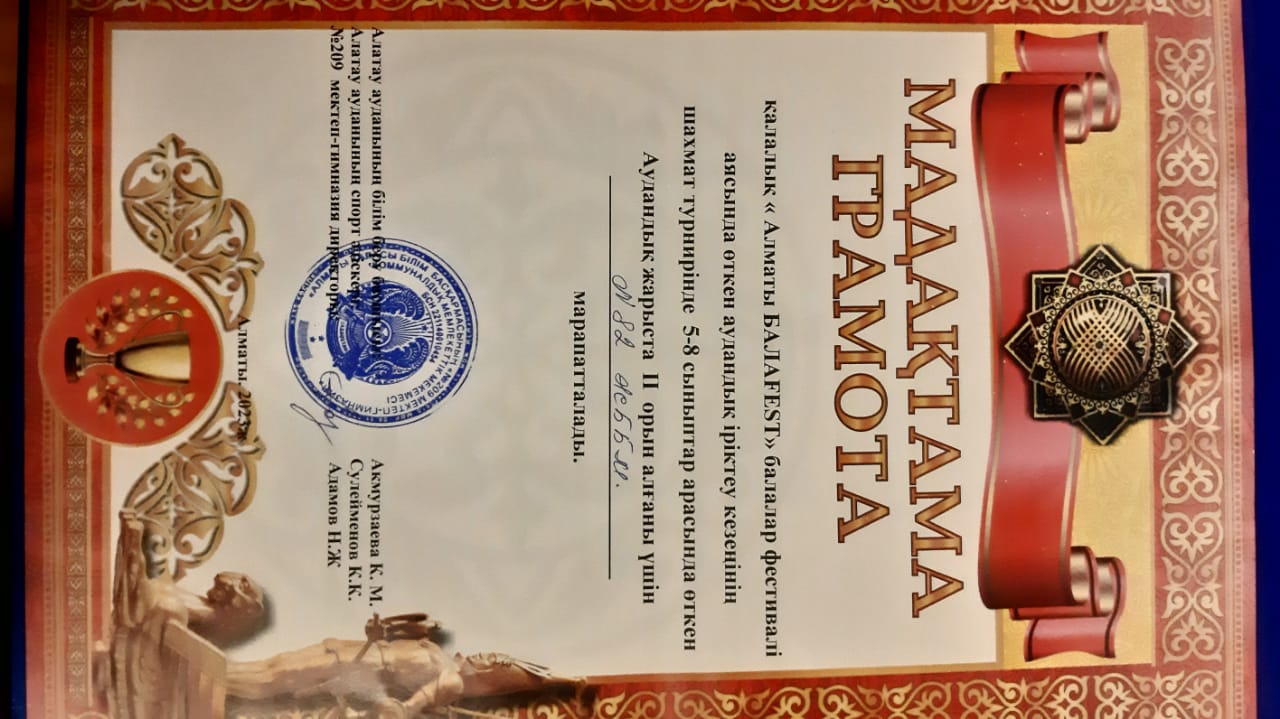 МАДАҚТАМА
ГРАМОТА
қалалық « Алматы БАЛАFEST» балалар фестивалі
аясында өткен аудандық іріктеу кезеңінің
шахмат турнирінде 5-8 сыныптар арасында өткен
Аудандық жарыста II орын алғаны үшін
№82 ЖББМ.
марапатталады.
Алатау ауданының білім беру Акмурзаева К. М.
Алатау ауданының спорт Сулейменов К.К.
№209 мектеп-гимназия директоры Адамов Н.Ж
Алматы 2023ж